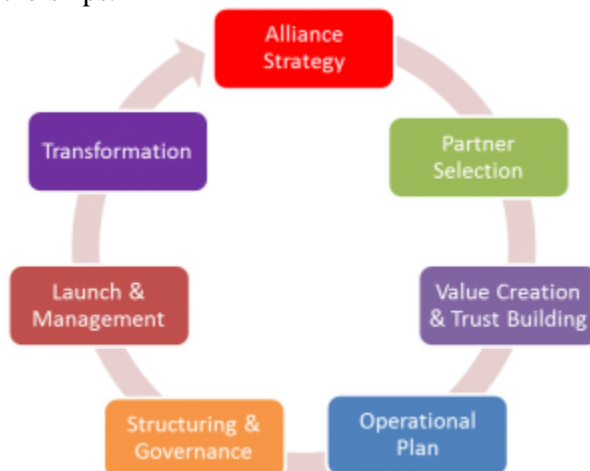 Alliance
Strategy
Partner
Selection
Value Creation
& Trust Building
Operational
Plan
Structuring &
Governance
Launch &
Management
Transformation